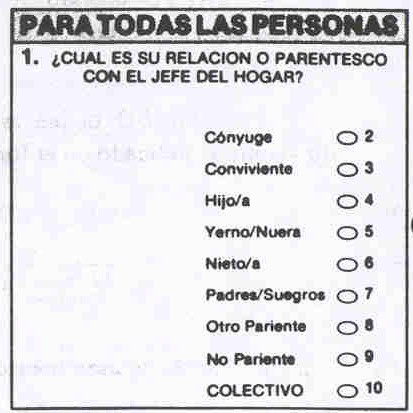 PARA TODAS LAS PERSONAS
1. ¿CUAL ES SU RELACION O PARENTESCO
CON EL JEFE DEL HOGAR?
Cónyuge 2
Conviviente 3
Hijo/a 4
Yerno/Nuera 5
Nieto/a 6
Padres/Suegros 7
Otro Pariente 8
No Pariente 9
COLECTIVO 10